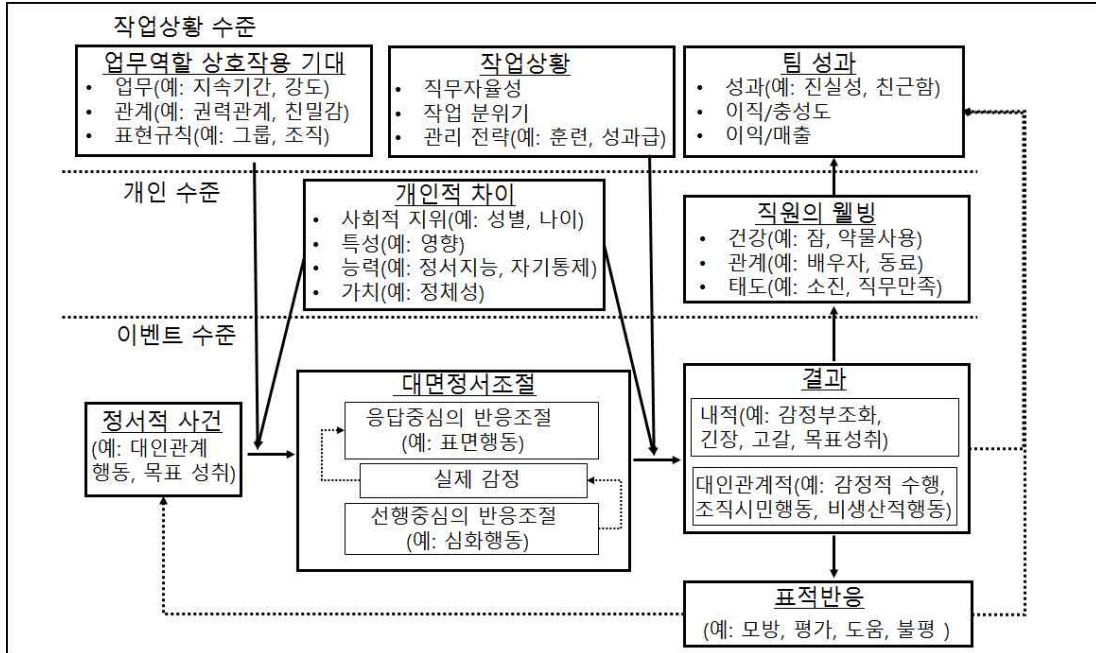 작업상황 수준
업무역할 상호작용 기대
• 업무(예: 지속기간, 강도)
• 관계(예: 권력관계, 친밀감)
• 표현규칙(예: 그룹, 조직)
작업상황
• 직무자율성
• 작업 분위기
• 관리 전략(예: 훈련, 성과급)
팀 성과
• 성과(예: 진실성, 친근함)
• 이직/충성도
• 이익/매출
개인 수준
개인적 차이
• 사회적 지위(예: 성별, 나이)
• 특성(예: 영향)
• 능력(예: 정서지능, 자기통제)
• 가치(예: 정체성)
직원의 웰빙
• 건강(예: 잠, 약물사용)
• 관계(예: 배우자, 동료)
• 태도(예: 소진, 직무만족)
이벤트 수준
정서적 사건
(예: 대인관계
행동, 목표 성취)
대면정서조절
응답중심의 반응조절
(예: 표면행동)
실제 감정
선행중심의 반응조절
(예: 심화행동)
결과
내적(예: 감정부조화,
긴장, 고갈, 목표성취)
대인관계적(예: 감정적 수행,
조직시민행동, 비생산적행동)
표적반응
(예: 모방, 평가, 도움, 불평 )